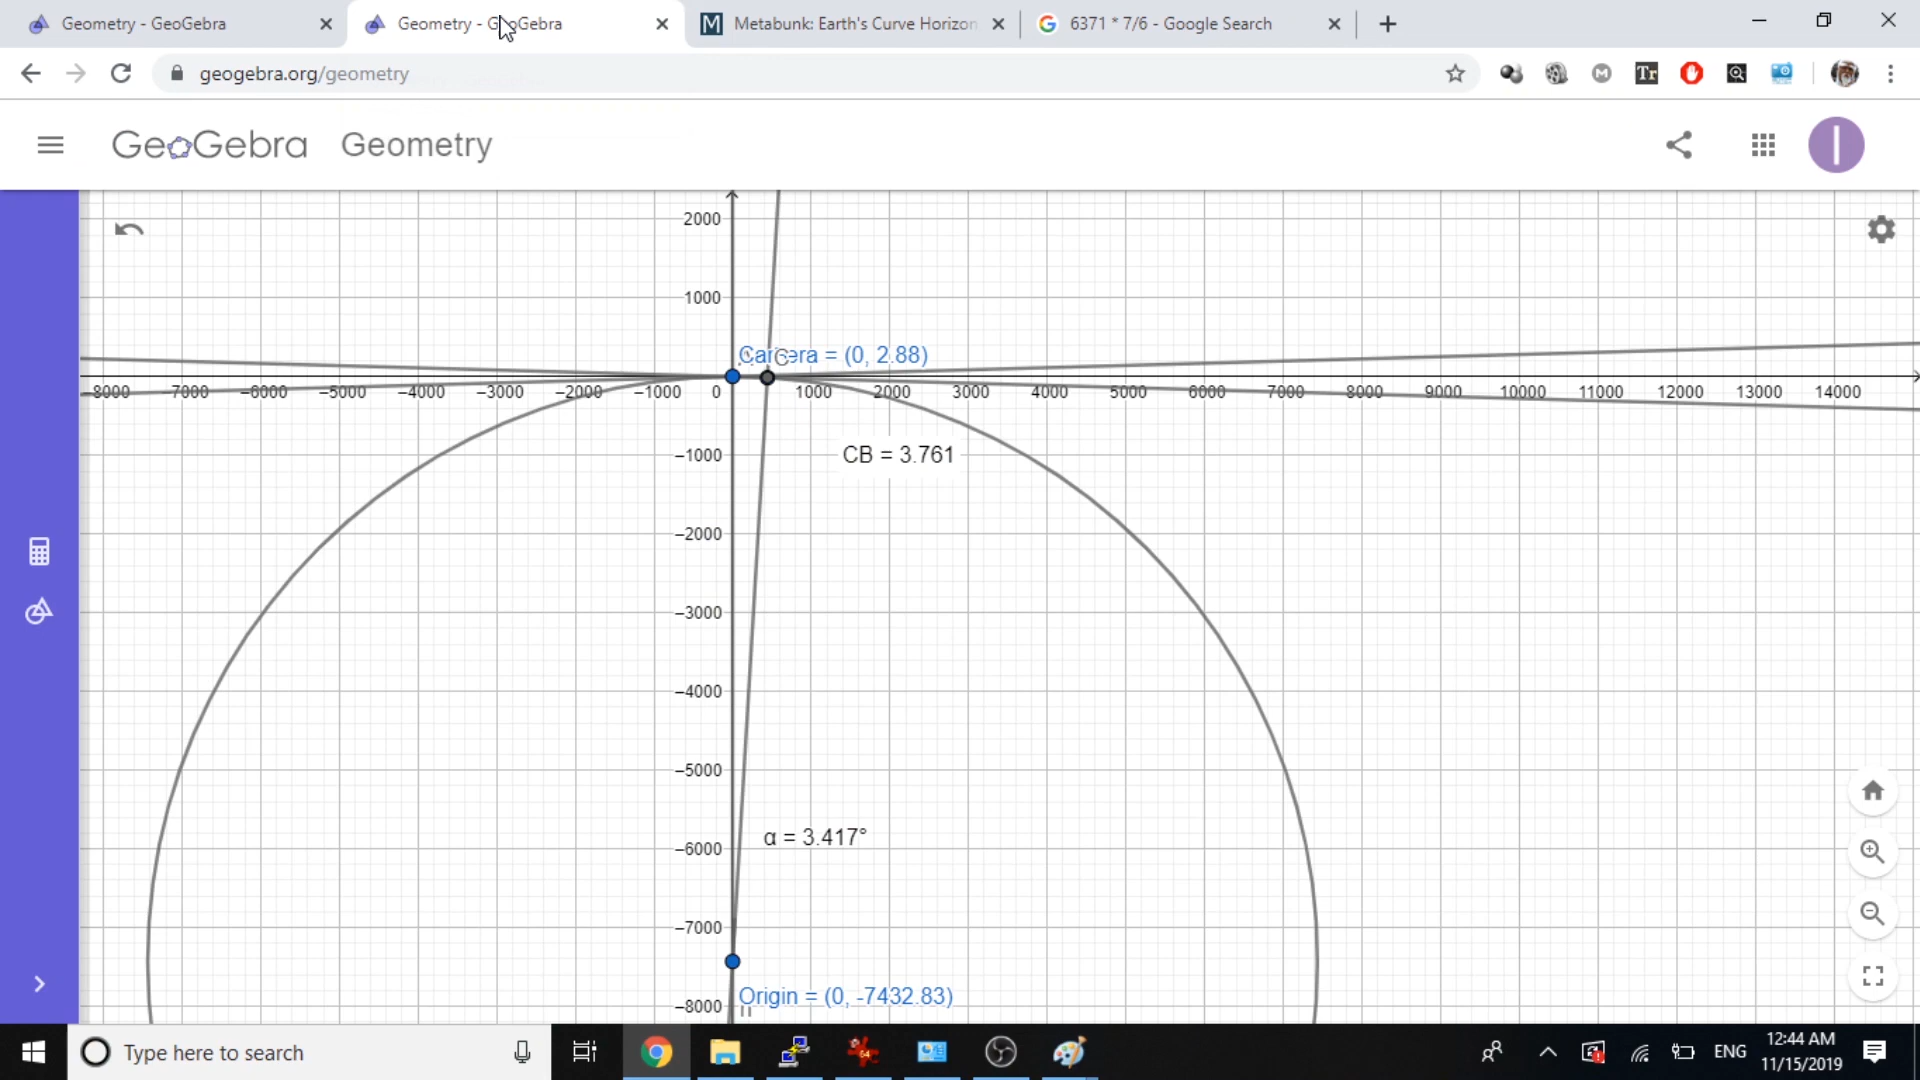 Geometry - GeoGebra
Geometry - GeoGebra
Metabunk: Earth's Curve Horizon
6371 * 7/6 - Google Search
geogebra.org/geometry
GeoGebra Geometry
2000
1000
Camera = (0, 2.88)
-8000 -7000 -6000 -5000 -4000 -3000 -2000 -1000 0 1000 2000 3000 4000 5000 6000 7000 8000 9000 10000 11000 12000 13000 14000
CB = 3.761
-1000
-2000
-3000
-4000
-5000
α = 3.417°
-6000
-7000
Origin = (0, -7432.83)
-8000
Type here to search
ENG
12:44 AM
11/15/2019